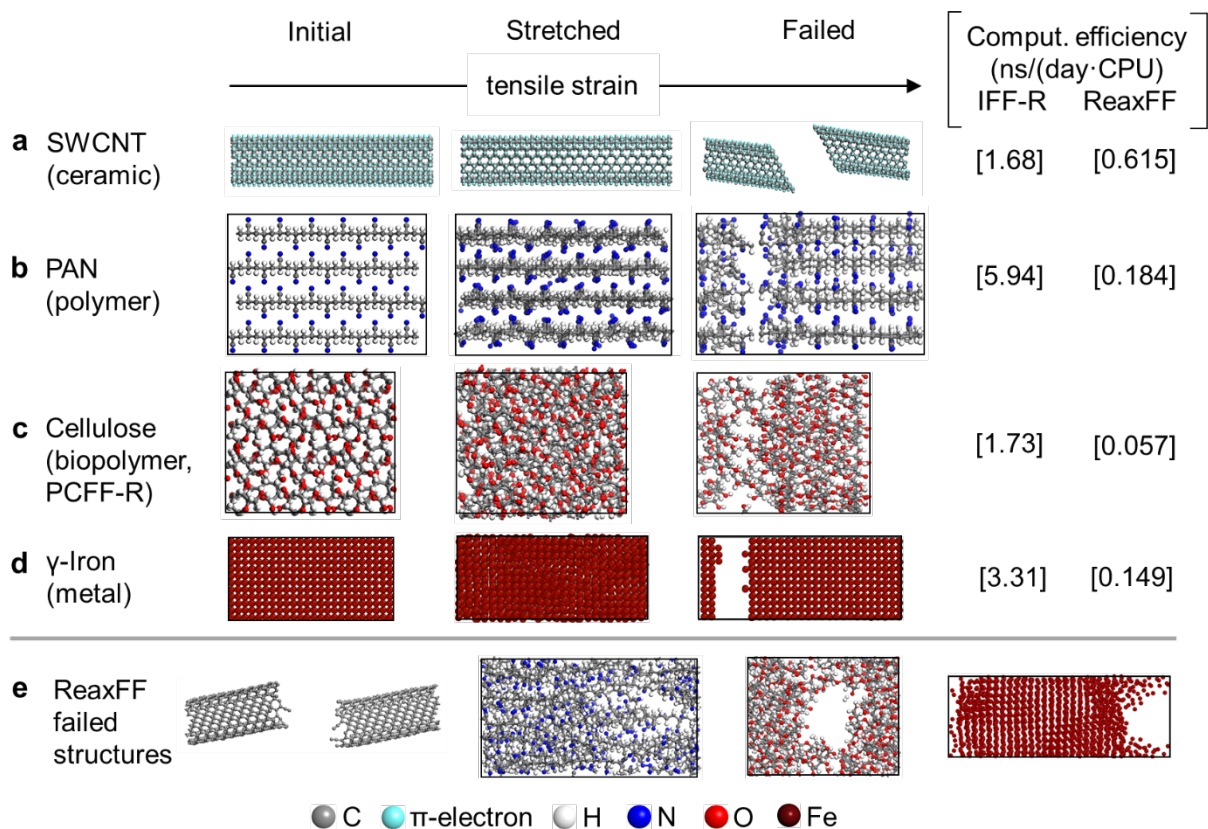 Initial
Stretched
Failed
tensile strain
Comput. efficiency
(ns/(day·CPU)
IFF-R ReaxFF
a SWCNT
(ceramic)
[1.68] [0.615]
b PAN
(polymer)
[5.94] [0.184]
c Cellulose
(biopolymer,
PCFF-R)
[1.73] [0.057]
d γ-Iron
(metal)
[3.31] [0.149]
e ReaxFF
failed
structures
C π-electron H N O Fe